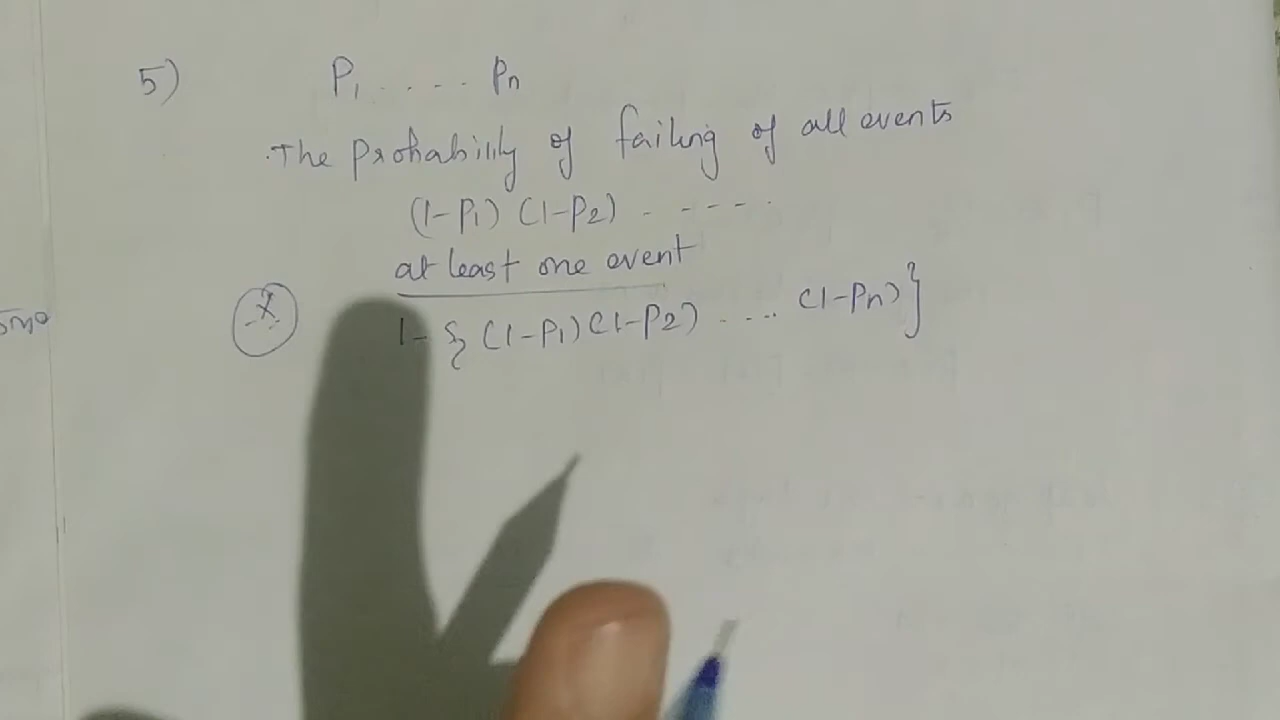 5) P1 ..... Pn
The Probability of failing of all events
(1-P1) (1-P2) - - - - - .
at least one event
1- { (1-P1) (1-P2) .... (1-Pn) }